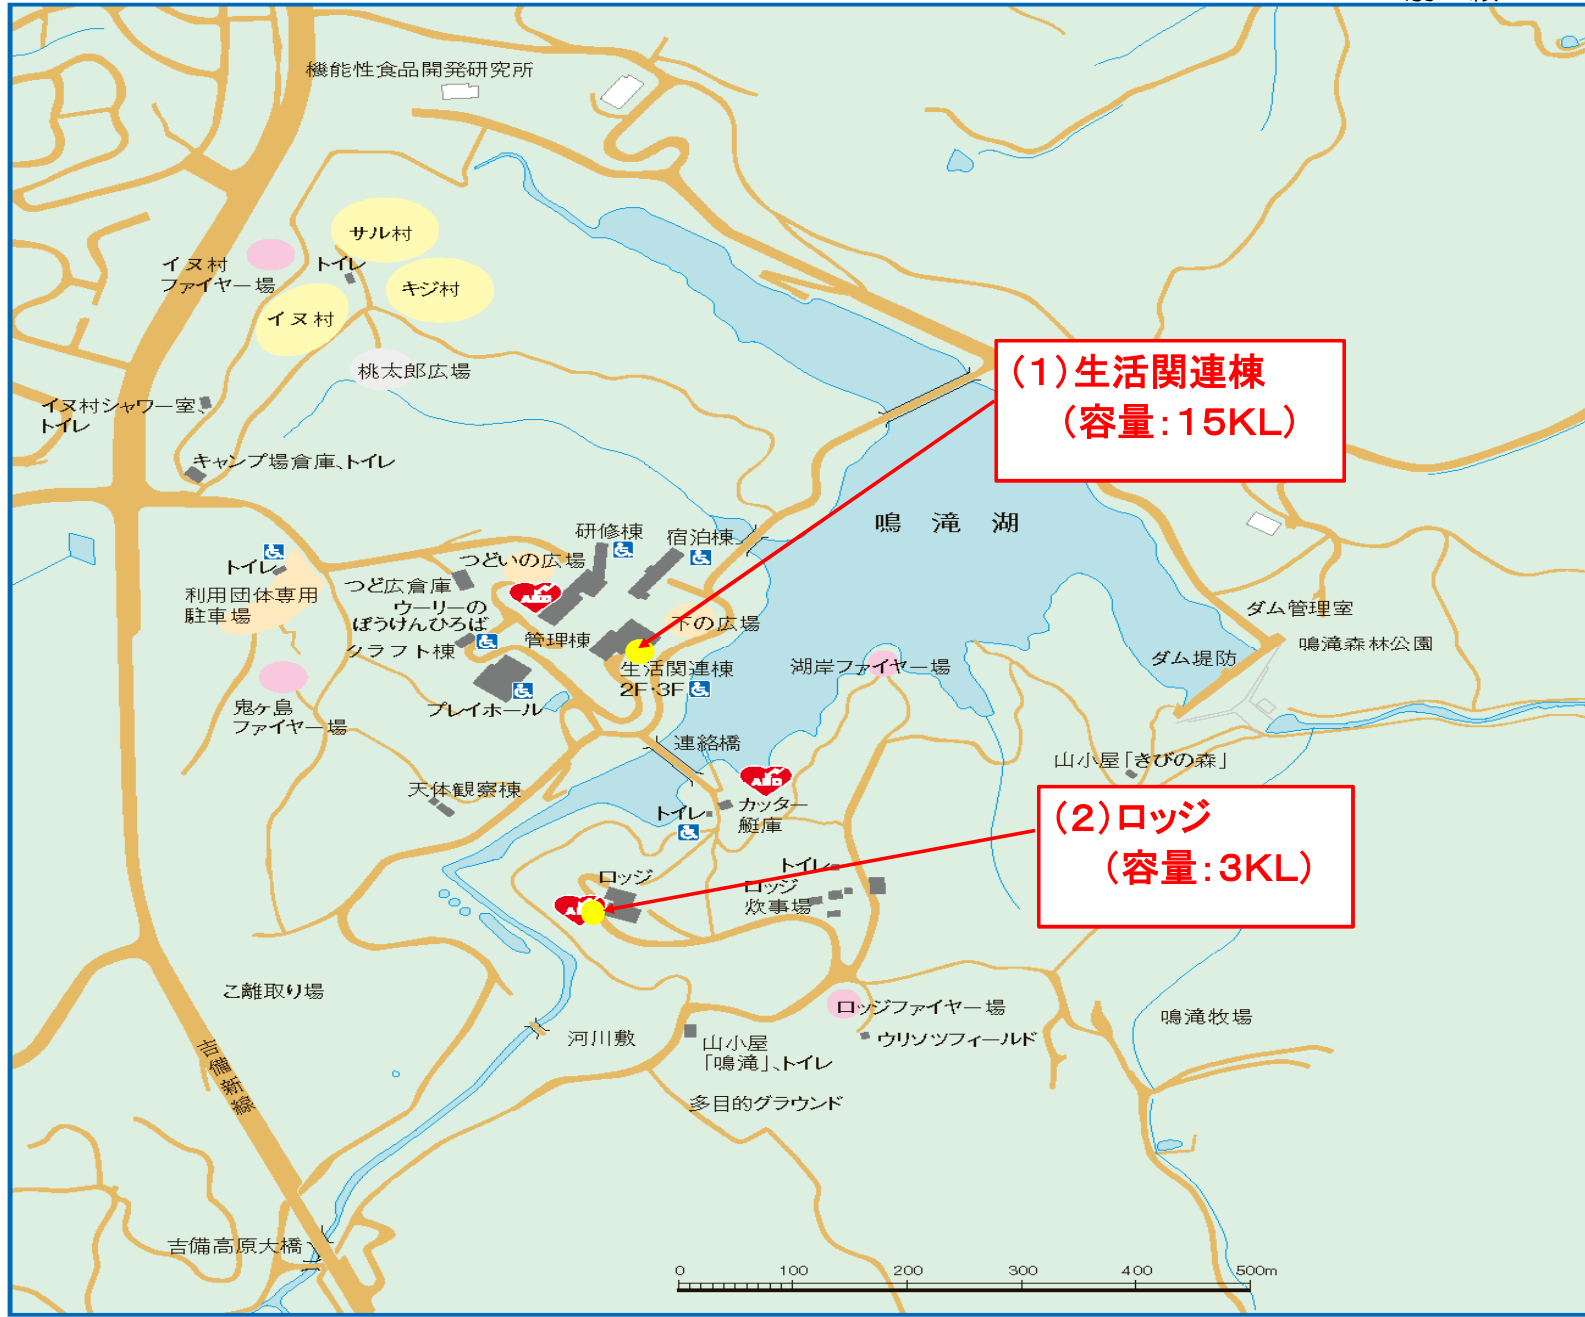 機能性食品開発研究所
サル村
イヌ村
ファイヤー場
トイレ
キジ村
イヌ村
桃太郎広場
(1)生活関連棟
(容量:15KL)
イヌ村シャワー室、
トイレ
キャンプ場倉庫、トイレ
鳴滝湖
研修棟
宿泊棟
つどいの広場
トイレ
つど広倉庫
利用団体専用
駐車場
AED
ウーリーの
ぼうけんひろば
下の広場
ダム管理室
クラフト棟
管理棟
鳴滝森林公園
生活関連棟
2F・3F
湖岸ファイヤー場
ダム堤防
鬼ヶ島
ファイヤー場
プレイホール
連絡橋
山小屋「きびの森」
天体観察棟
AED
トイレ
カッター
艇庫
(2)ロッジ
(容量:3KL)
ロッジ
トイレ
ロッジ
炊事場
こ離取り場
ロッジファイヤー場
鳴滝牧場
河川敷
山小屋
「鳴滝」、トイレ
ウリソツフィールド
吉備新線
多目的グラウンド
吉備高原大橋
0 100 200 300 400 500m